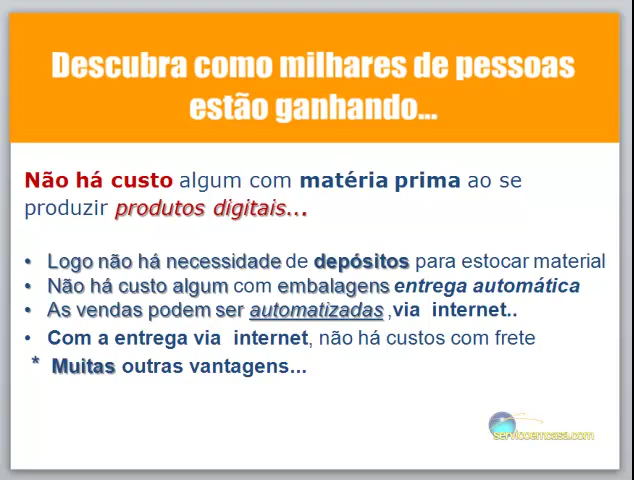 Descubra como milhares de pessoas
estão ganhando...
Não há custo algum com matéria prima ao se
produzir produtos digitais...
• Logo não há necessidade de depósitos para estocar material
• Não há custo algum com embalagens entrega automática
• As vendas podem ser automatizadas ,via internet..
• Com a entrega via internet, não há custos com frete
* Muitas outras vantagens...
servicoemcasa.com